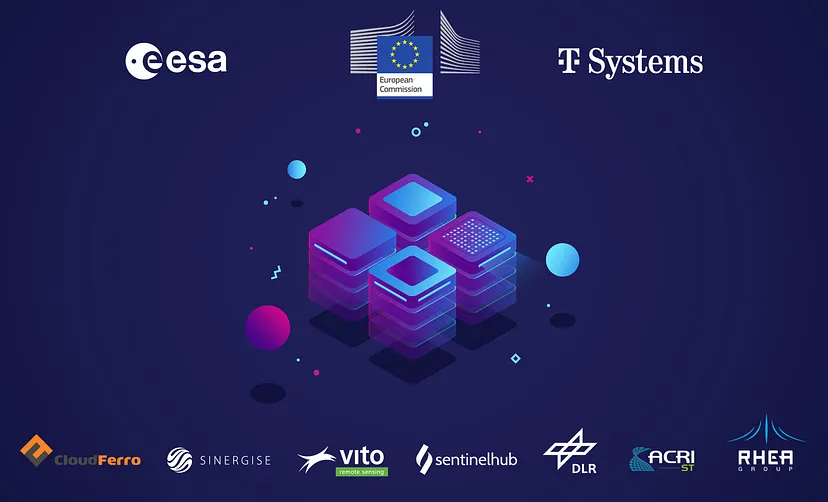 esa
European
Commission
T Systems
CloudFerro
SINERGISE
vito
remote sensing
sentinelhub
DLR
ACRI
ST
RHEA
GROUP